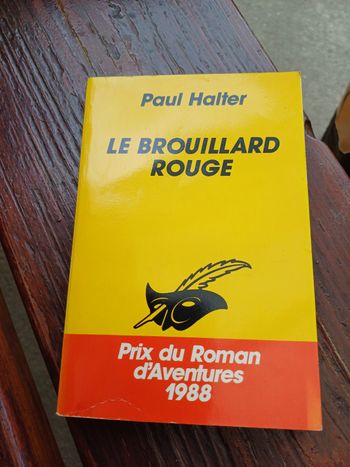 Paul Halter
LE BROUILLARD
ROUGE
Prix du Roman
d'Aventures
1988